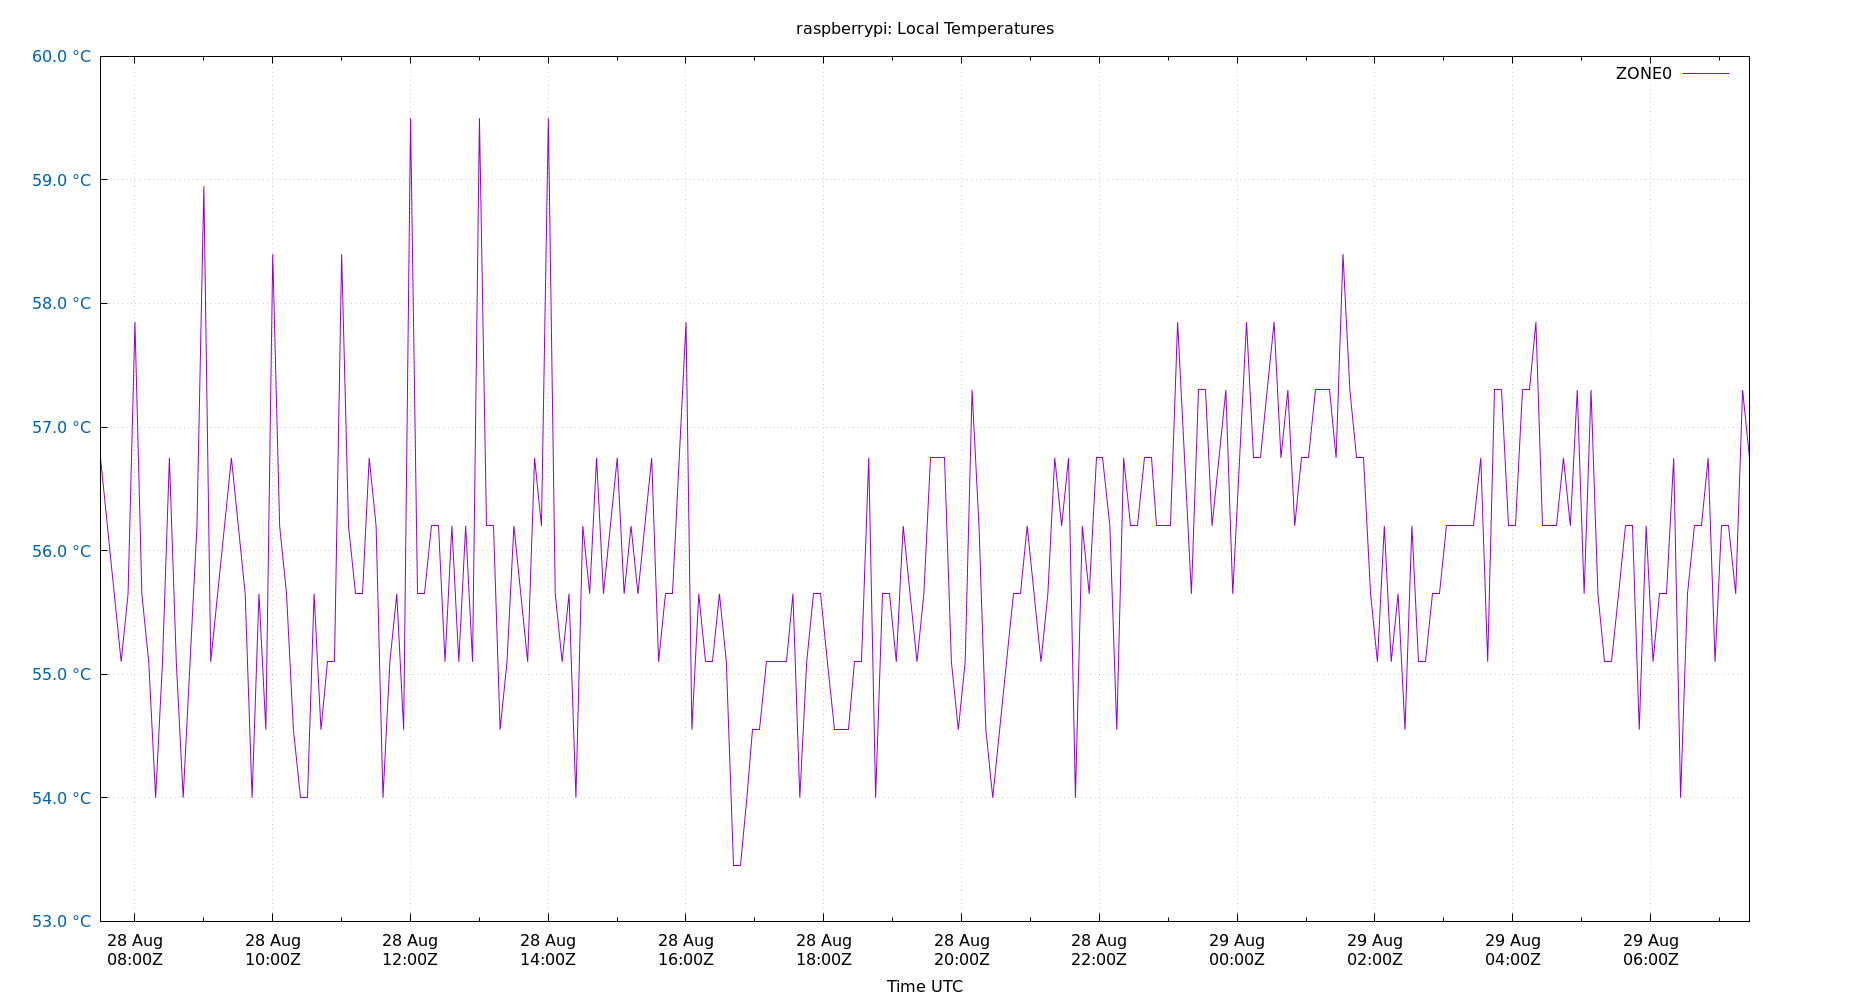 raspberrypi: Local Temperatures
60.0 °C
ZONE0
59.0 °C
58.0 °C
57.0 °C
56.0 °C
55.0 °C
54.0 °C
53.0 °C
28 Aug 28 Aug 28 Aug 28 Aug 28 Aug 28 Aug 28 Aug 28 Aug 29 Aug 29 Aug 29 Aug 29 Aug
08:00Z 10:00Z 12:00Z 14:00Z 16:00Z 18:00Z 20:00Z 22:00Z 00:00Z 02:00Z 04:00Z 06:00Z
Time UTC